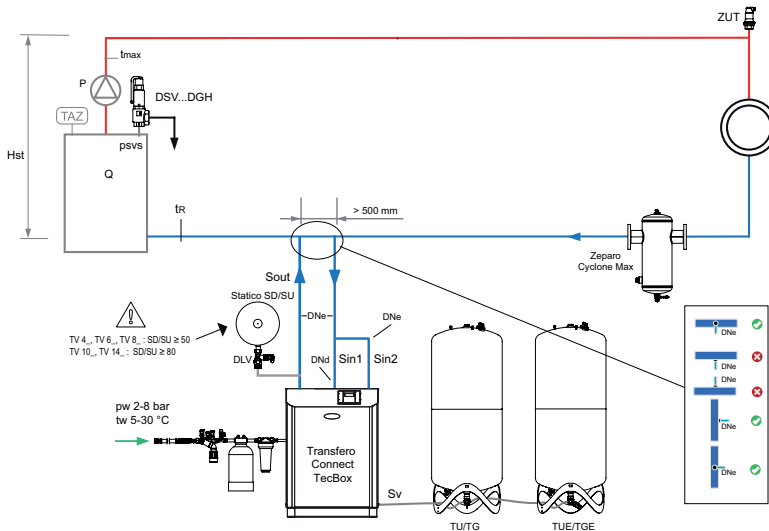 ZUT
tmax
P
DSV...DGH
TAZ
psvs
Hst
Q
tR
> 500 mm
Zeparo
Cyclone Max
Sout
Statico SD/SU
DNe
DNe
TV 4_, TV 6_, TV 8_ : SD/SU ≥ 50
TV 10_, TV 14_ : SD/SU ≥ 80
DLV
DNd
Sin1
Sin2
pw 2-8 bar
tw 5-30 °C
Transfero
Connect
TecBox
Sv
TU/TG
TUE/TGE
DNe
DNe
DNe
DNe
DNe